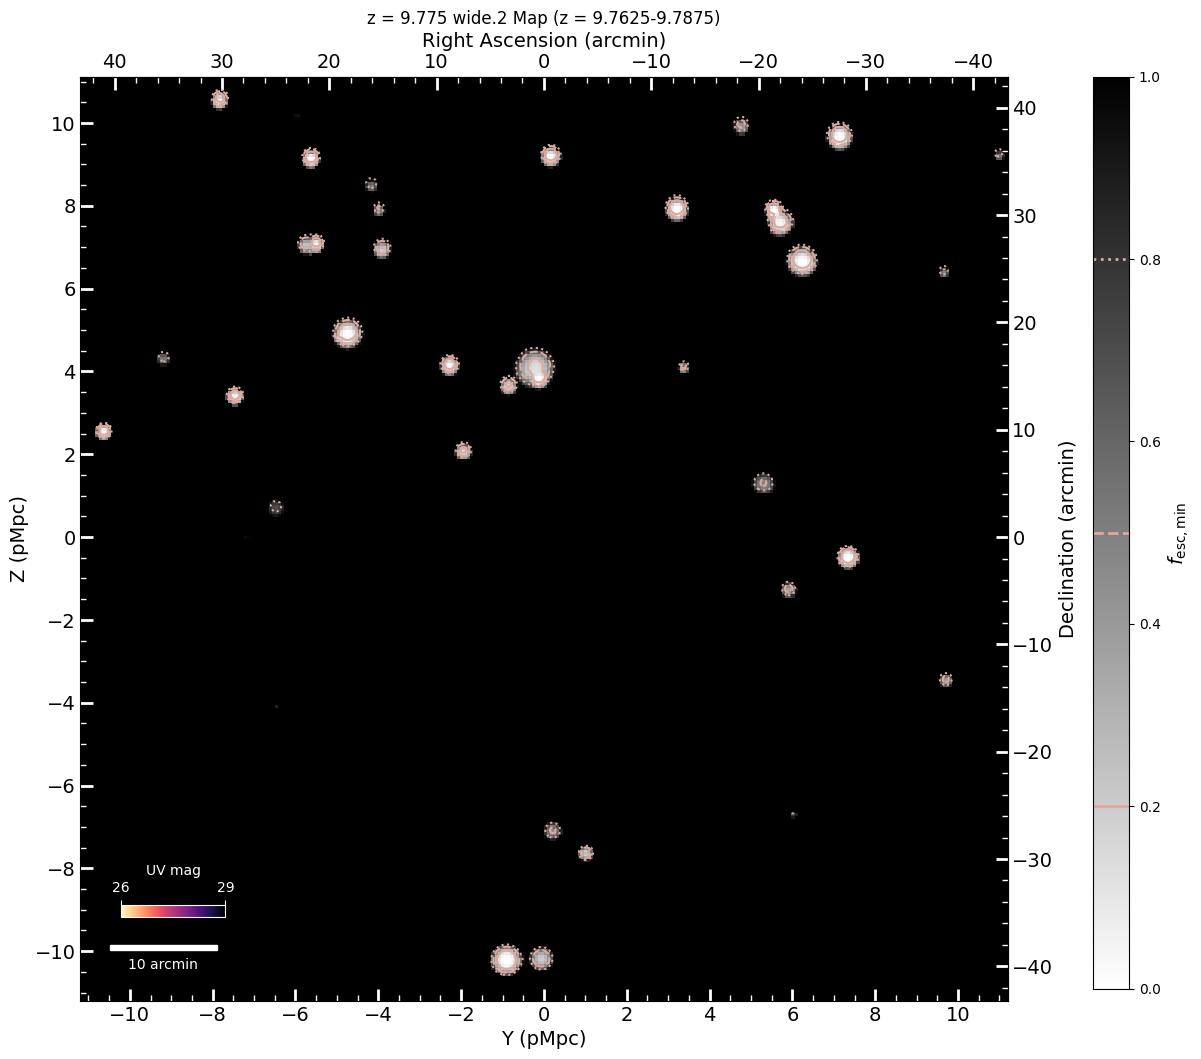 z = 9.775 wide.2 Map (z = 9.7625-9.7875)
Right Ascension (arcmin)
40 30 20 10 0 −10 −20 −30 −40
10 8 6 4 2 0 −2 −4 −6 −8 −10
Z (pMpc)
40 30 20 10 0 −10 −20 −30 −40
Declination (arcmin)
1.0 0.8 0.6 0.4 0.2 0.0
fesc, min
UV mag
26 29
10 arcmin
−10 −8 −6 −4 −2 0 2 4 6 8 10
Y (pMpc)